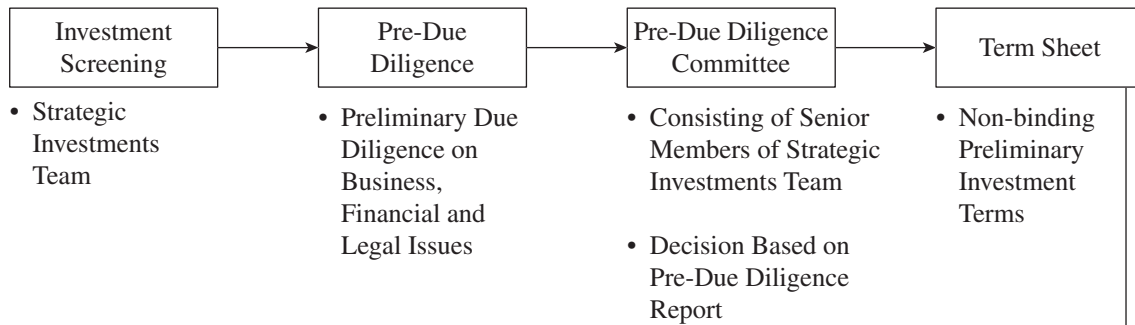 Investment
Screening
Pre-Due
Diligence
Pre-Due Diligence
Committee
Term Sheet
• Strategic
Investments
Team
• Preliminary Due
Diligence on
Business,
Financial and
Legal Issues
• Consisting of Senior
Members of Strategic
Investments Team
• Decision Based on
Pre-Due Diligence
Report
• Non-binding
Preliminary
Investment
Terms